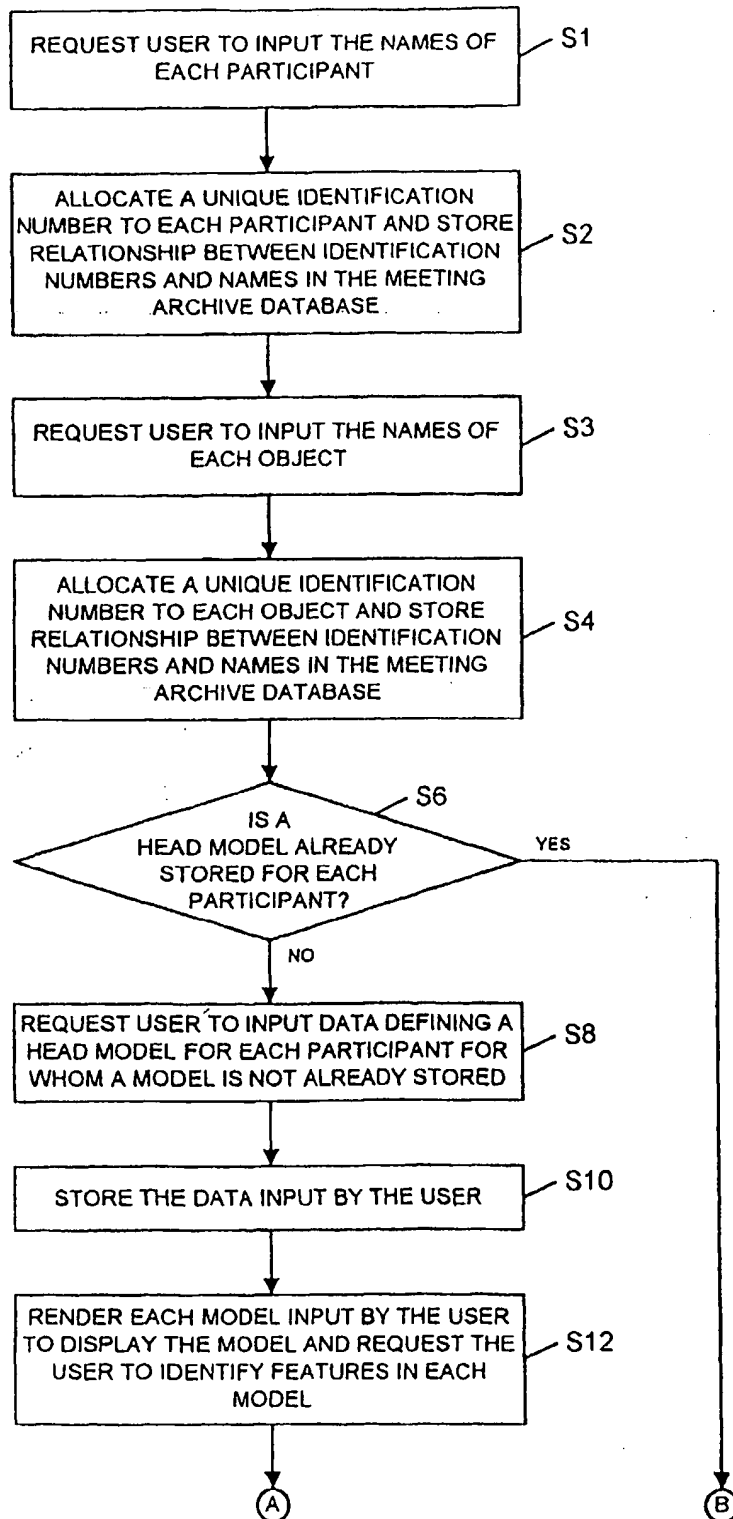 REQUEST USER TO INPUT THE NAMES OF
EACH PARTICIPANT
S1
ALLOCATE A UNIQUE IDENTIFICATION
NUMBER TO EACH PARTICIPANT AND STORE
RELATIONSHIP BETWEEN IDENTIFICATION
NUMBERS AND NAMES IN THE MEETING
ARCHIVE DATABASE
S2
REQUEST USER TO INPUT THE NAMES OF
EACH OBJECT
S3
ALLOCATE A UNIQUE IDENTIFICATION
NUMBER TO EACH OBJECT AND STORE
RELATIONSHIP BETWEEN IDENTIFICATION
NUMBERS AND NAMES IN THE MEETING
ARCHIVE DATABASE
S4
S6
IS A
HEAD MODEL ALREADY
STORED FOR EACH
PARTICIPANT?
YES
NO
REQUEST USER TO INPUT DATA DEFINING A
HEAD MODEL FOR EACH PARTICIPANT FOR
WHOM A MODEL IS NOT ALREADY STORED
S8
STORE THE DATA INPUT BY THE USER
S10
RENDER EACH MODEL INPUT BY THE USER
TO DISPLAY THE MODEL AND REQUEST THE
USER TO IDENTIFY FEATURES IN EACH
MODEL
S12
A
B